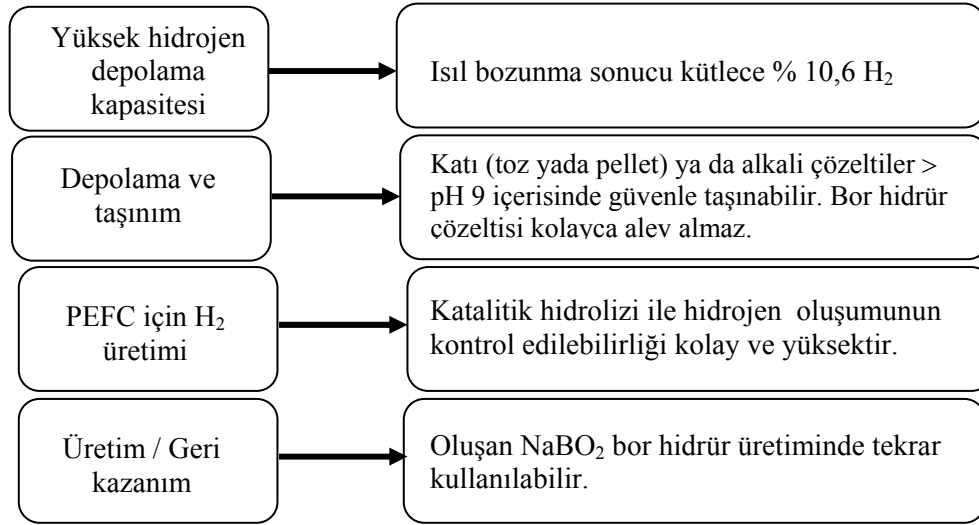 Yüksek hidrojen
depolama
kapasitesi
Isıl bozunma sonucu kütlece % 10,6 H₂
Depolama ve
taşınım
Katı (toz yada pellet) ya da alkali çözeltiler >
pH 9 içerisinde güvenle taşınabilir. Bor hidrür
çözeltisi kolayca alev almaz.
PEFC için H₂
üretimi
Katalitik hidrolizi ile hidrojen oluşumunun
kontrol edilebilirliği kolay ve yüksektir.
Üretim / Geri
kazanım
Oluşan NaBO₂ bor hidrür üretiminde tekrar
kullanılabilir.